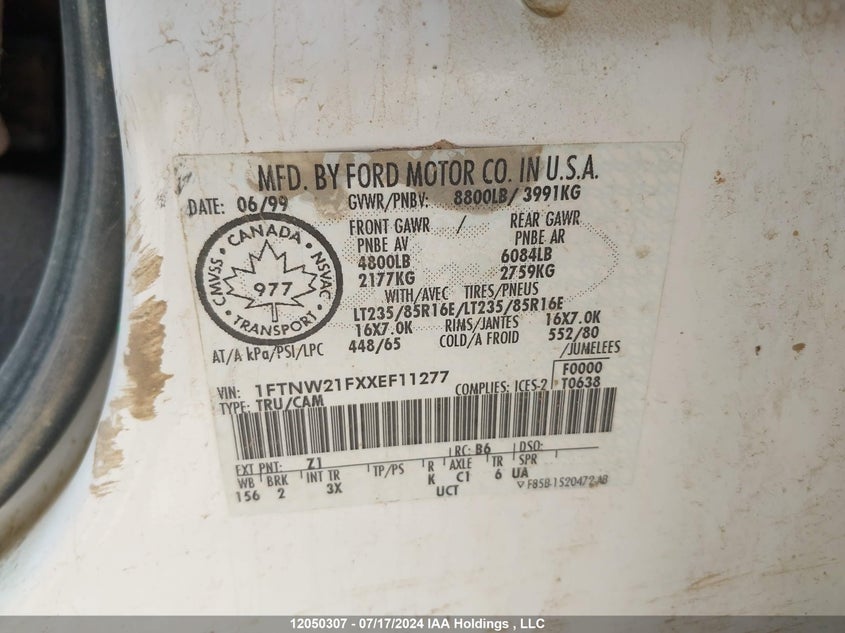 MFD. BY FORD MOTOR CO. IN U.S.A.
DATE: 06/99 GVWR/PNBV: 8800LB/ 3991KG
FRONT GAWR / REAR GAWR
PNBE AV PNBE AR
4800LB 6084LB
2177KG 2759KG
CMVSS · CANADA · NSVAC · TRANSPORT
977
WITH/AVEC TIRES/PNEUS
LT235/85R16E/LT235/85R16E
16X7.0K RIMS/JANTES 16X7.0K
AT/A kPa/PSI/LPC 448/65 COLD/A FROID 552/80
/JUMELEES
VIN: 1FTNW21FXXEF11277 COMPLIES: ICES-2 F0000
TYPE: TRU/CAM T0638
EXT PNT: Z1 RC: B6 DSO:
WB BRK INT TR TP/PS R AXLE TR SPR
156 2 3X K C1 6 UA
UCT F85B-1520472-AB
12050307 - 07/17/2024 IAA Holdings , LLC